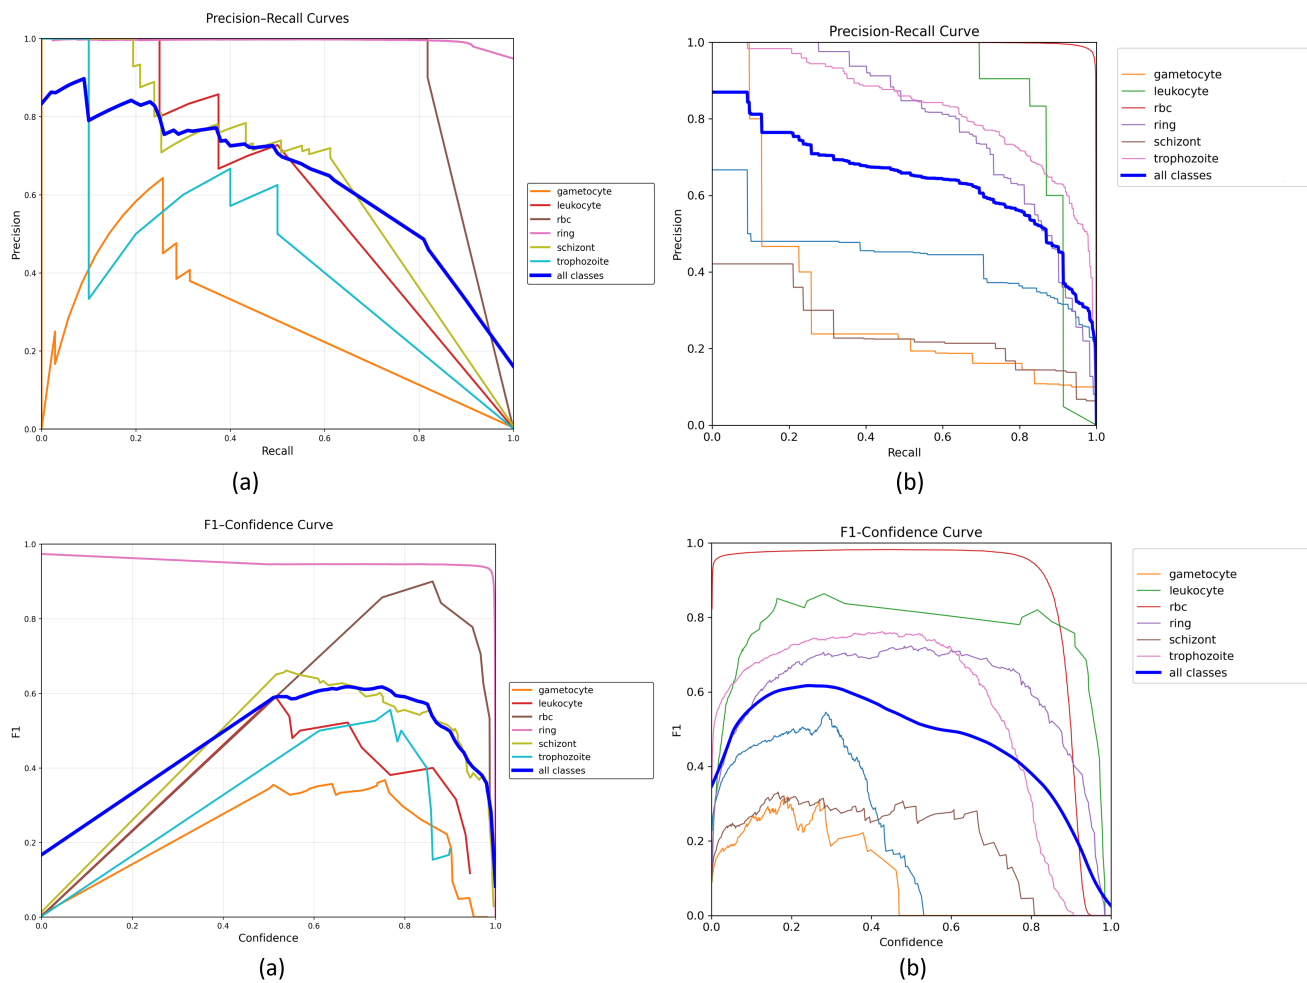 Precision–Recall Curves
1.0
0.8
0.6
0.4
0.2
0.0
Precision
0.0 0.2 0.4 0.6 0.8 1.0
Recall
gametocyte
leukocyte
rbc
ring
schizont
trophozoite
all classes
(a)
Precision-Recall Curve
1.0
0.8
0.6
0.4
0.2
0.0
Precision
0.0 0.2 0.4 0.6 0.8 1.0
Recall
gametocyte
leukocyte
rbc
ring
schizont
trophozoite
all classes
(b)
F1–Confidence Curve
1.0
0.8
0.6
0.4
0.2
0.0
F1
0.0 0.2 0.4 0.6 0.8 1.0
Confidence
gametocyte
leukocyte
rbc
ring
schizont
trophozoite
all classes
(a)
F1-Confidence Curve
1.0
0.8
0.6
0.4
0.2
0.0
F1
0.0 0.2 0.4 0.6 0.8 1.0
Confidence
gametocyte
leukocyte
rbc
ring
schizont
trophozoite
all classes
(b)